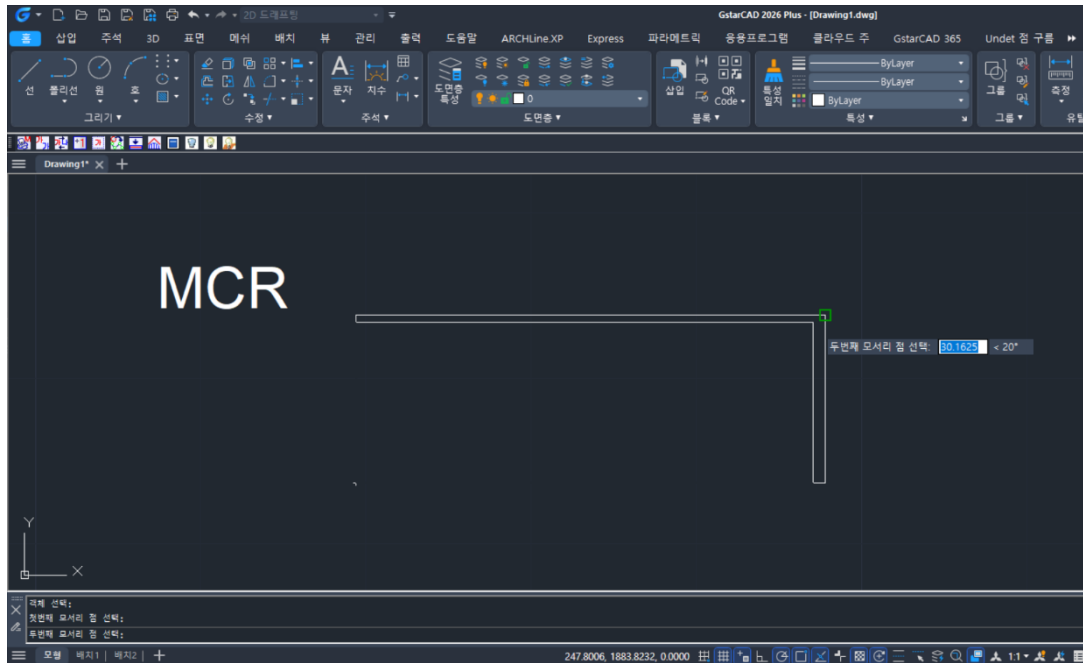 2D 드래프팅
GstarCAD 2026 Plus - [Drawing1.dwg]
홈 삽입 주석 3D 표면 메쉬 배치 뷰 관리 출력 도움말 ARCHLine.XP Express 파라메트릭 응용프로그램 클라우드 주 GstarCAD 365 Undet 점 구름
선 폴리선 원 호
그리기
수정
A
문자 치수
주석
도면층
특성
0
도면층
삽입
QR
Code
블록
특성
일치
ByLayer
ByLayer
ByLayer
특성
그룹
그룹
측정
유틸
Drawing1*
MCR
두번째 모서리 점 선택: 30.1625 < 20°
Y
X
객체 선택:
첫번째 모서리 점 선택:
두번째 모서리 점 선택:
모형 배치1 배치2
247.8006, 1883.8232, 0.0000
1:1